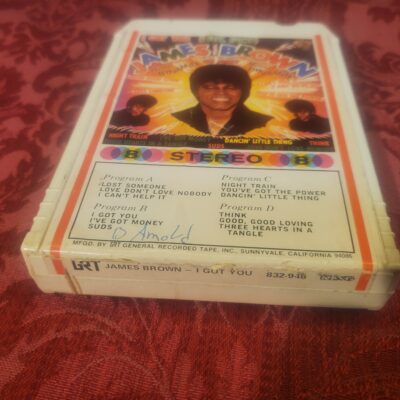 JAMES BROWN
NIGHT TRAIN
SUDS
DANCIN' LITTLE THING
THINK
8 STEREO 8
Program A
LOST SOMEONE
LOVE DON'T LOVE NOBODY
I CAN'T HELP IT
Program B
I GOT YOU
I'VE GOT MONEY
SUDS
Program C
NIGHT TRAIN
YOU'VE GOT THE POWER
DANCIN' LITTLE THING
Program D
THINK
GOOD, GOOD LOVING
THREE HEARTS IN A
TANGLE
D Arnold
MFGD. BY GRT GENERAL RECORDED TAPE, INC., SUNNYVALE, CALIFORNIA 94086
GRT JAMES BROWN – I GOT YOU 832-948